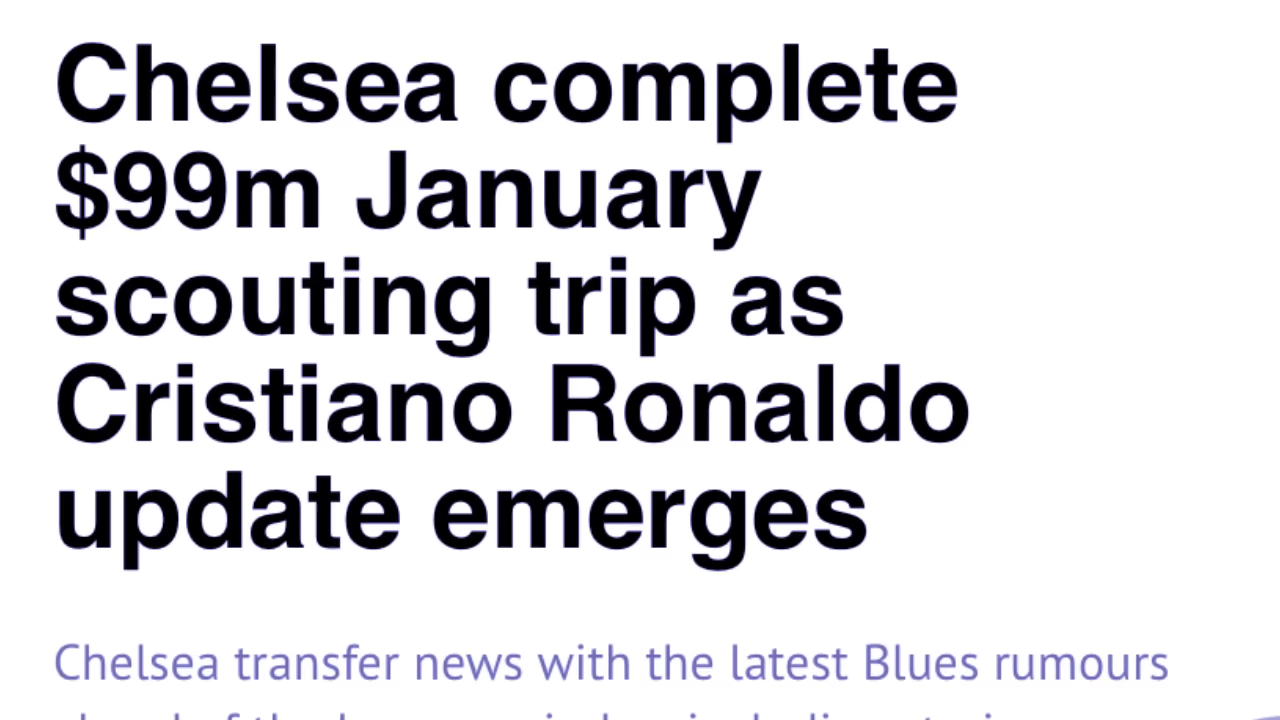 Chelsea complete
$99m January
scouting trip as
Cristiano Ronaldo
update emerges
Chelsea transfer news with the latest Blues rumours